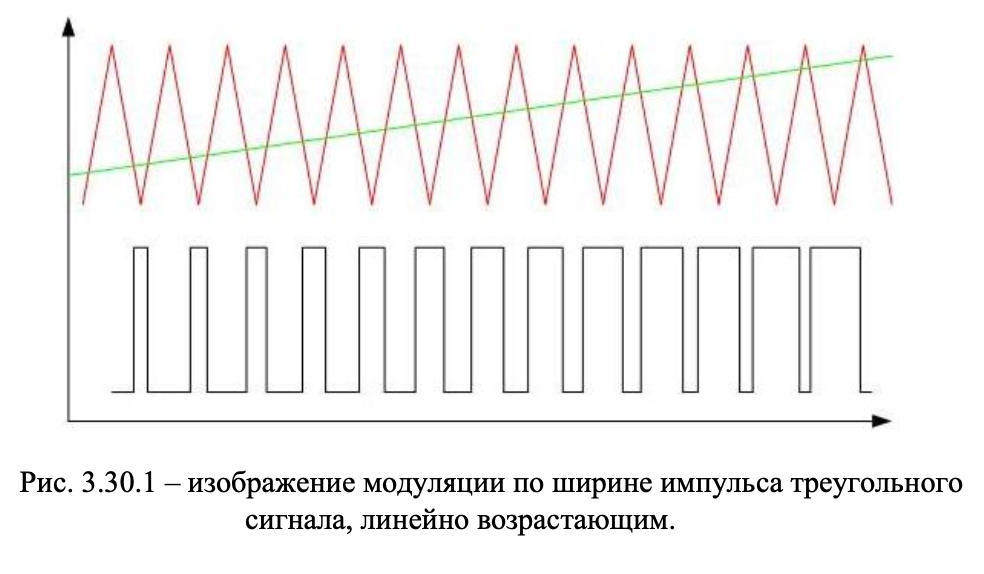 Рис. 3.30.1 – изображение модуляции по ширине импульса треугольного
сигнала, линейно возрастающим.